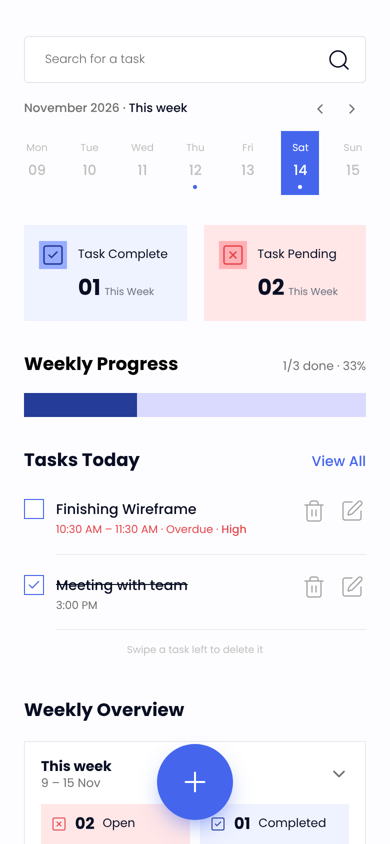 Search for a task
November 2026 · This week
Mon Tue Wed Thu Fri Sat Sun
09 10 11 12 13 14 15
Task Complete
01 This Week
Task Pending
02 This Week
Weekly Progress
1/3 done · 33%
Tasks Today
View All
Finishing Wireframe
10:30 AM – 11:30 AM · Overdue · High
Meeting with team
3:00 PM
Swipe a task left to delete it
Weekly Overview
This week
9 – 15 Nov
02 Open
01 Completed